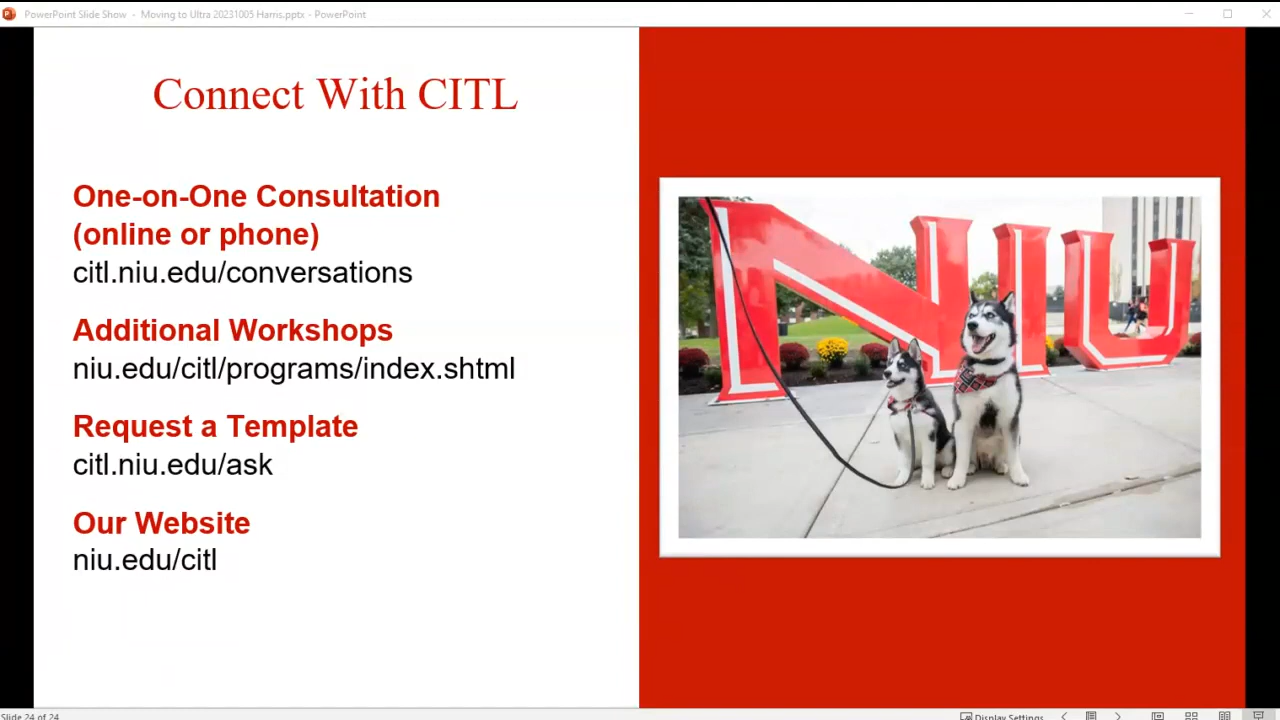 PowerPoint Slide Show - Moving to Ultra 20231005 Harris.pptx - PowerPoint
Connect With CITL
One-on-One Consultation
(online or phone)
citl.niu.edu/conversations
Additional Workshops
niu.edu/citl/programs/index.shtml
Request a Template
citl.niu.edu/ask
Our Website
niu.edu/citl
NIU
Slide 24 of 24
Display Settings